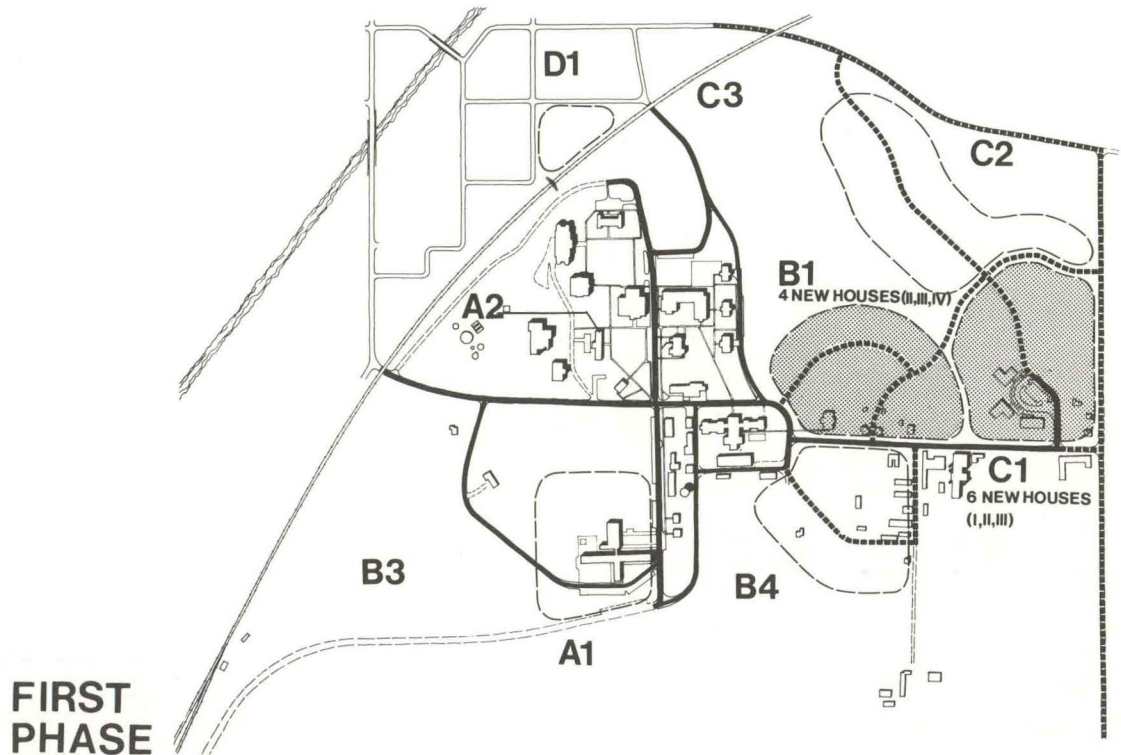 D1
C3
C2
B1
4 NEW HOUSES (II,III,IV)
A2
C1
6 NEW HOUSES
(I,II,III)
B3
B4
A1
FIRST
PHASE